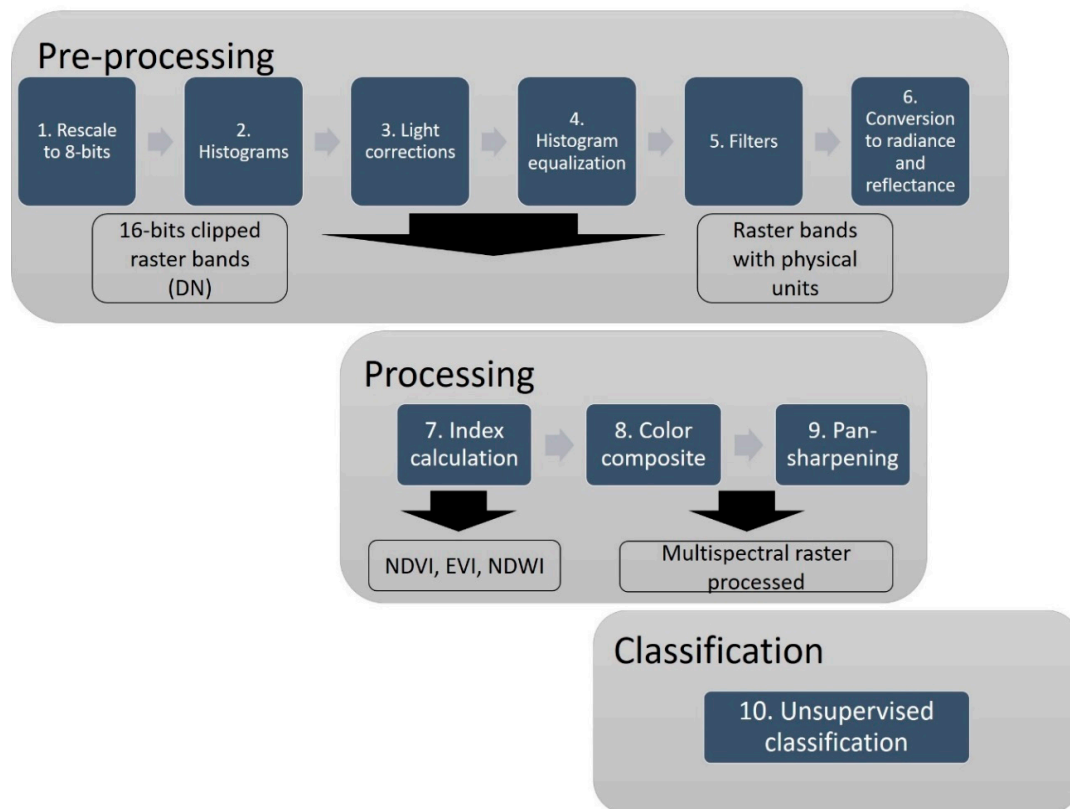 Pre-processing
1. Rescale
to 8-bits
2.
Histograms
3. Light
corrections
4.
Histogram
equalization
5. Filters
6.
Conversion
to radiance
and
reflectance
16-bits clipped
raster bands
(DN)
Raster bands
with physical
units
Processing
7. Index
calculation
8. Color
composite
9. Pan-
sharpening
NDVI, EVI, NDWI
Multispectral raster
processed
Classification
10. Unsupervised
classification